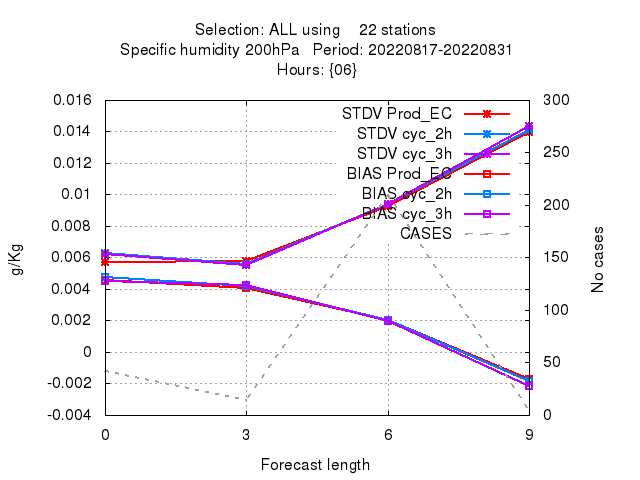 Selection: ALL using    22 stations
Specific humidity 200hPa   Period: 20220817-20220831
Hours: {06}
STDV Prod_EC
STDV cyc_2h
STDV cyc_3h
BIAS Prod_EC
BIAS cyc_2h
BIAS cyc_3h
CASES
0.016
0.014
0.012
0.01
0.008
0.006
0.004
0.002
0
-0.002
-0.004
g/Kg
300
250
200
150
100
50
0
No cases
0 3 6 9
Forecast length